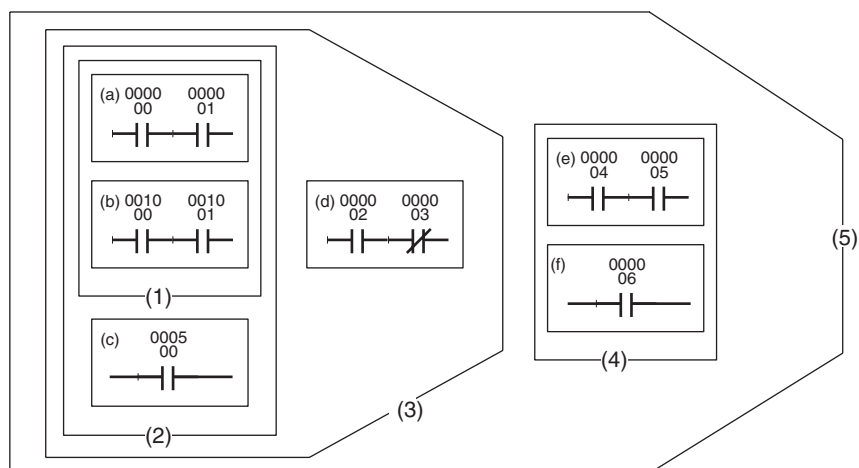 (a) 0000 0000
00 01
(b) 0010 0010
00 01
(1)
(c) 0005
00
(2)
(d) 0000 0000
02 03
(3)
(e) 0000 0000
04 05
(f) 0000
06
(4)
(5)